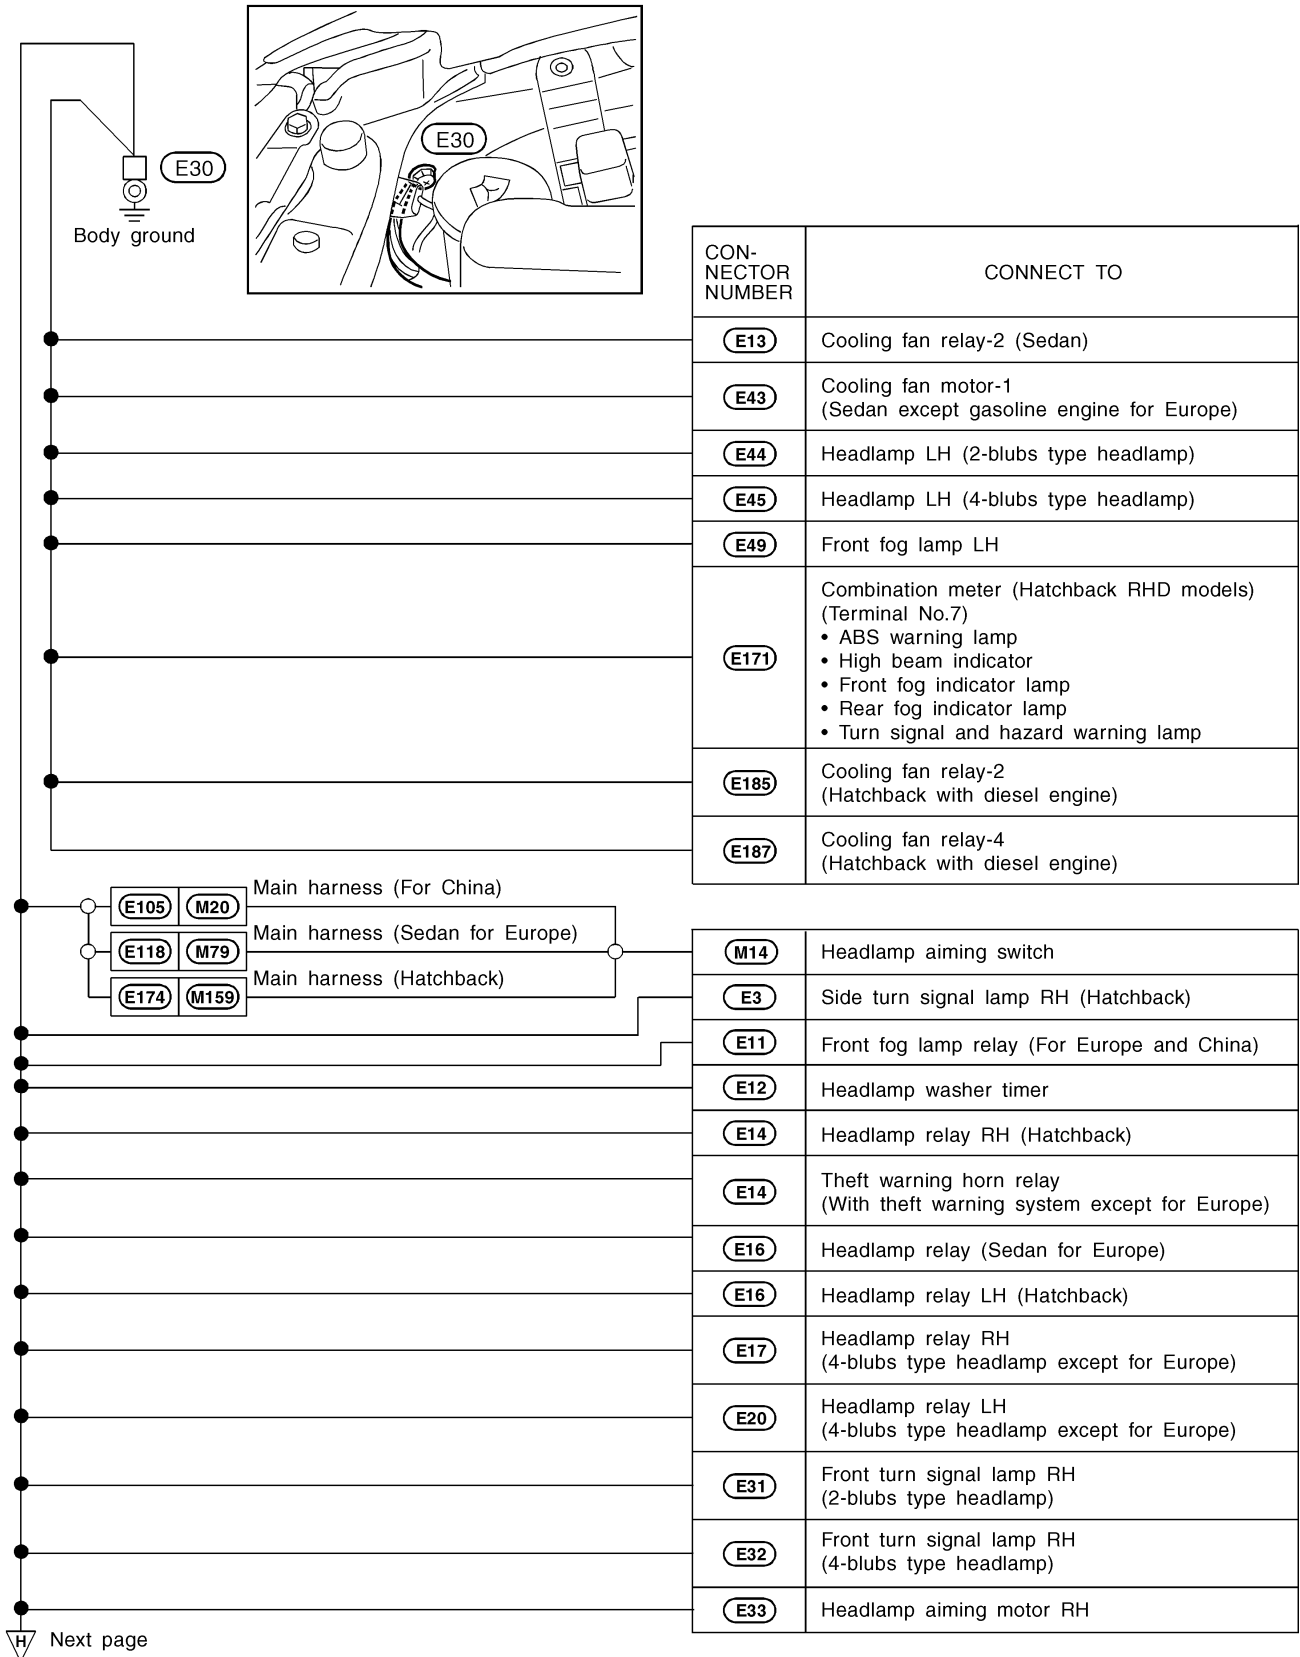 E30
E30
Body ground
CON-
NECTOR
NUMBER
CONNECT TO
E13 Cooling fan relay-2 (Sedan)
E43 Cooling fan motor-1
(Sedan except gasoline engine for Europe)
E44 Headlamp LH (2-blubs type headlamp)
E45 Headlamp LH (4-blubs type headlamp)
E49 Front fog lamp LH
E171 Combination meter (Hatchback RHD models)
(Terminal No.7)
• ABS warning lamp
• High beam indicator
• Front fog indicator lamp
• Rear fog indicator lamp
• Turn signal and hazard warning lamp
E185 Cooling fan relay-2
(Hatchback with diesel engine)
E187 Cooling fan relay-4
(Hatchback with diesel engine)
E105 M20 Main harness (For China)
E118 M79 Main harness (Sedan for Europe)
E174 M159 Main harness (Hatchback)
M14 Headlamp aiming switch
E3 Side turn signal lamp RH (Hatchback)
E11 Front fog lamp relay (For Europe and China)
E12 Headlamp washer timer
E14 Headlamp relay RH (Hatchback)
E14 Theft warning horn relay
(With theft warning system except for Europe)
E16 Headlamp relay (Sedan for Europe)
E16 Headlamp relay LH (Hatchback)
E17 Headlamp relay RH
(4-blubs type headlamp except for Europe)
E20 Headlamp relay LH
(4-blubs type headlamp except for Europe)
E31 Front turn signal lamp RH
(2-blubs type headlamp)
E32 Front turn signal lamp RH
(4-blubs type headlamp)
E33 Headlamp aiming motor RH
H Next page